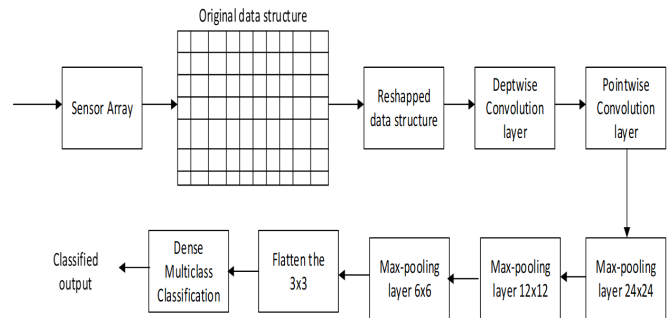 Original data structure
Sensor Array
Reshapped
data structure
Deptwise
Convolution
layer
Pointwise
Convolution
layer
Classified
output
Dense
Multiclass
Classification
Flatten the
3x3
Max-pooling
layer 6x6
Max-pooling
layer 12x12
Max-pooling
layer 24x24